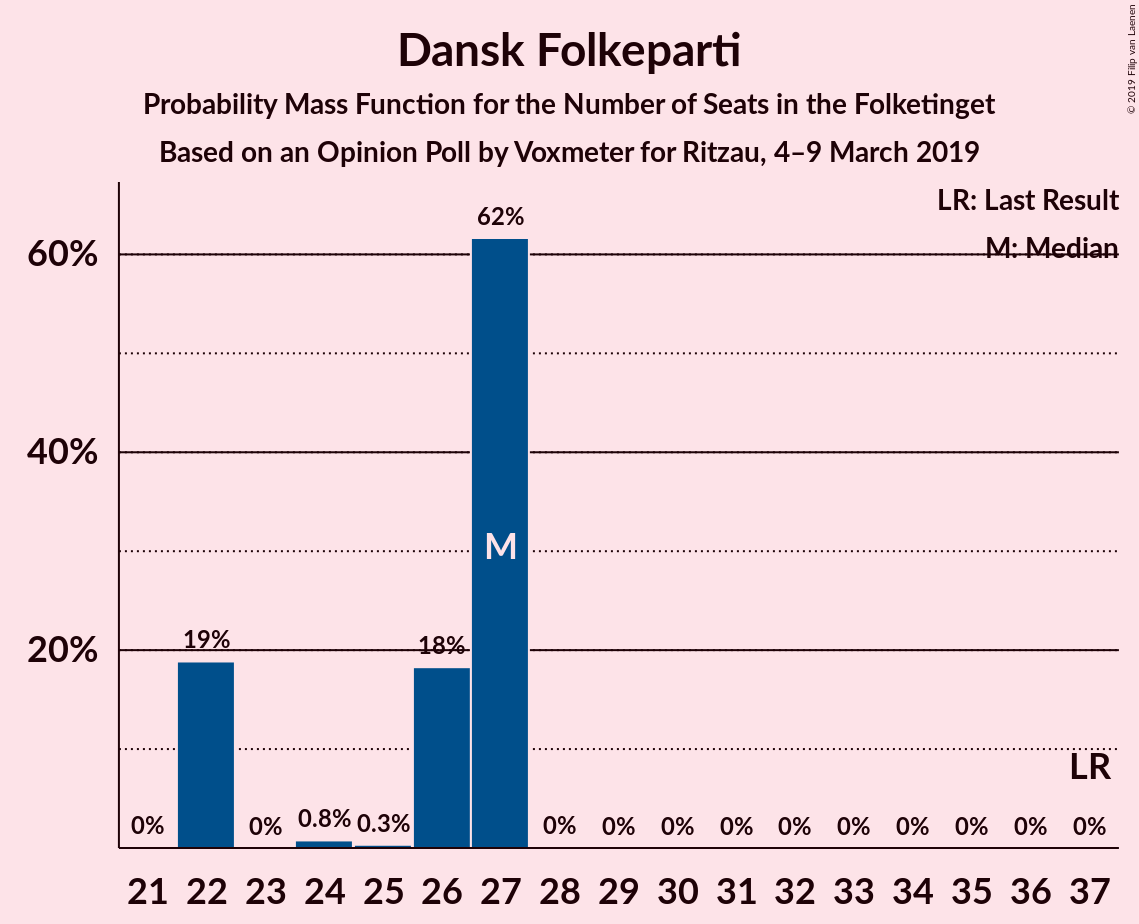 Dansk Folkeparti
Probability Mass Function for the Number of Seats in the Folketinget
Based on an Opinion Poll by Voxmeter for Ritzau, 4–9 March 2019
© 2019 Filip van Laenen
LR: Last Result
M: Median
60%
40%
20%
0% 19% 0% 0.8% 0.3% 18% 62% 0% 0% 0% 0% 0% 0% 0% 0% 0% 0%
M
LR
21 22 23 24 25 26 27 28 29 30 31 32 33 34 35 36 37